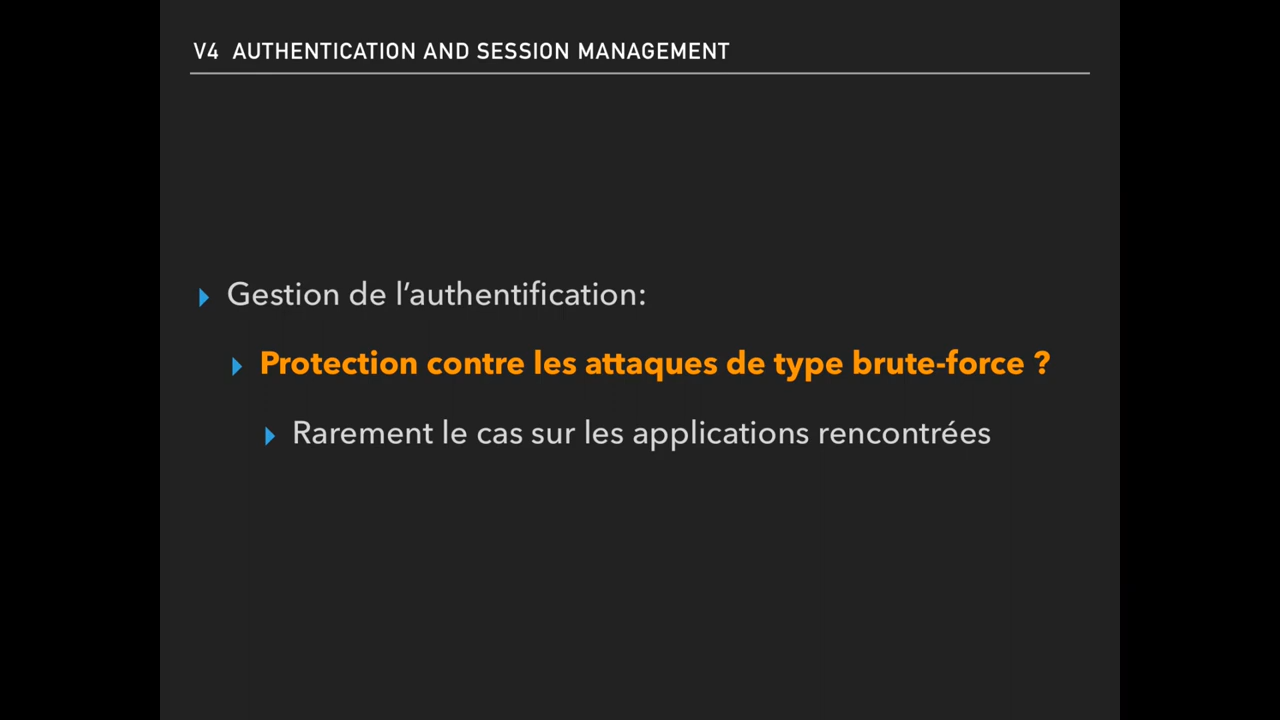 V4 AUTHENTICATION AND SESSION MANAGEMENT
Gestion de l’authentification:
Protection contre les attaques de type brute-force ?
Rarement le cas sur les applications rencontrées